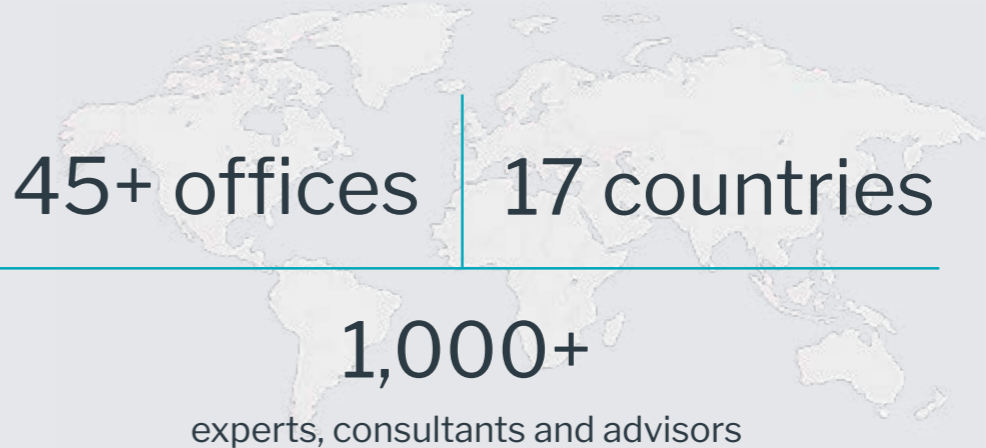 45+ offices
17 countries
1,000+
experts, consultants and advisors